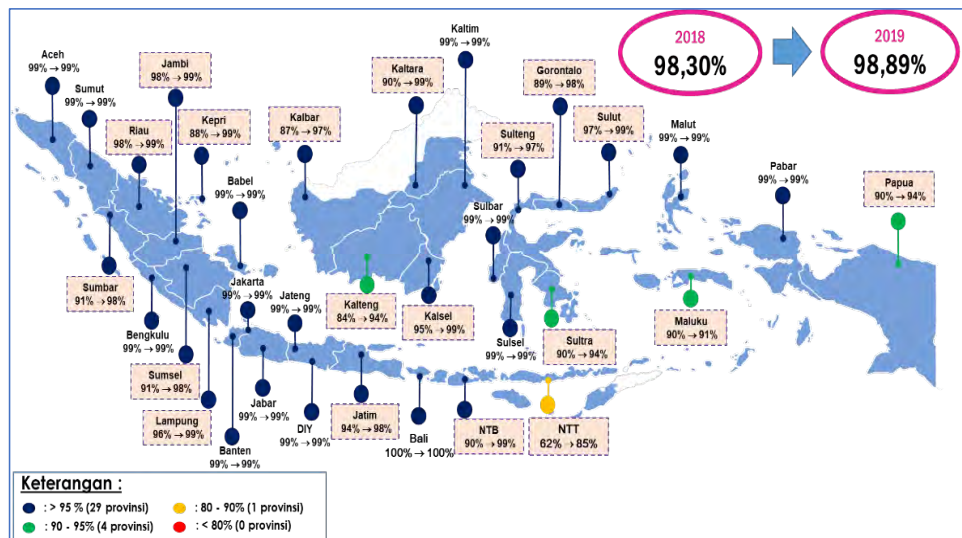 2018
98,30%
2019
98,89%
Aceh
99% → 99%
Sumut
99% → 99%
Jambi
98% → 99%
Riau
98% → 99%
Kepri
88% → 99%
Babel
99% → 99%
Kalbar
87% → 97%
Kaltara
90% → 99%
Kaltim
99% → 99%
Gorontalo
89% → 98%
Sulteng
91% → 97%
Sulut
97% → 99%
Malut
99% → 99%
Pabar
99% → 99%
Papua
90% → 94%
Sulbar
99% → 99%
Sumbar
91% → 98%
Bengkulu
99% → 99%
Sumsel
91% → 98%
Lampung
96% → 99%
Banten
99% → 99%
Jakarta
99% → 99%
Jabar
99% → 99%
Jateng
99% → 99%
DIY
99% → 99%
Jatim
94% → 98%
Kalteng
84% → 94%
Kalsel
95% → 99%
Bali
100% → 100%
NTB
90% → 99%
Sulsel
99% → 99%
Sultra
90% → 94%
NTT
62% → 85%
Maluku
90% → 91%
Keterangan :
: > 95 % (29 provinsi)
: 80 - 90% (1 provinsi)
: 90 - 95% (4 provinsi)
: < 80% (0 provinsi)